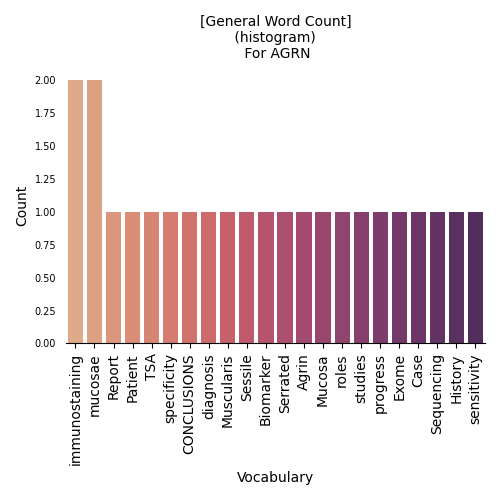 [General Word Count]
(histogram)
For AGRN
Count
2.00
1.75
1.50
1.25
1.00
0.75
0.50
0.25
0.00
immunostaining
mucosae
Report
Patient
TSA
specificity
CONCLUSIONS
diagnosis
Muscularis
Sessile
Biomarker
Serrated
Agrin
Mucosa
roles
studies
progress
Exome
Case
Sequencing
History
sensitivity
Vocabulary